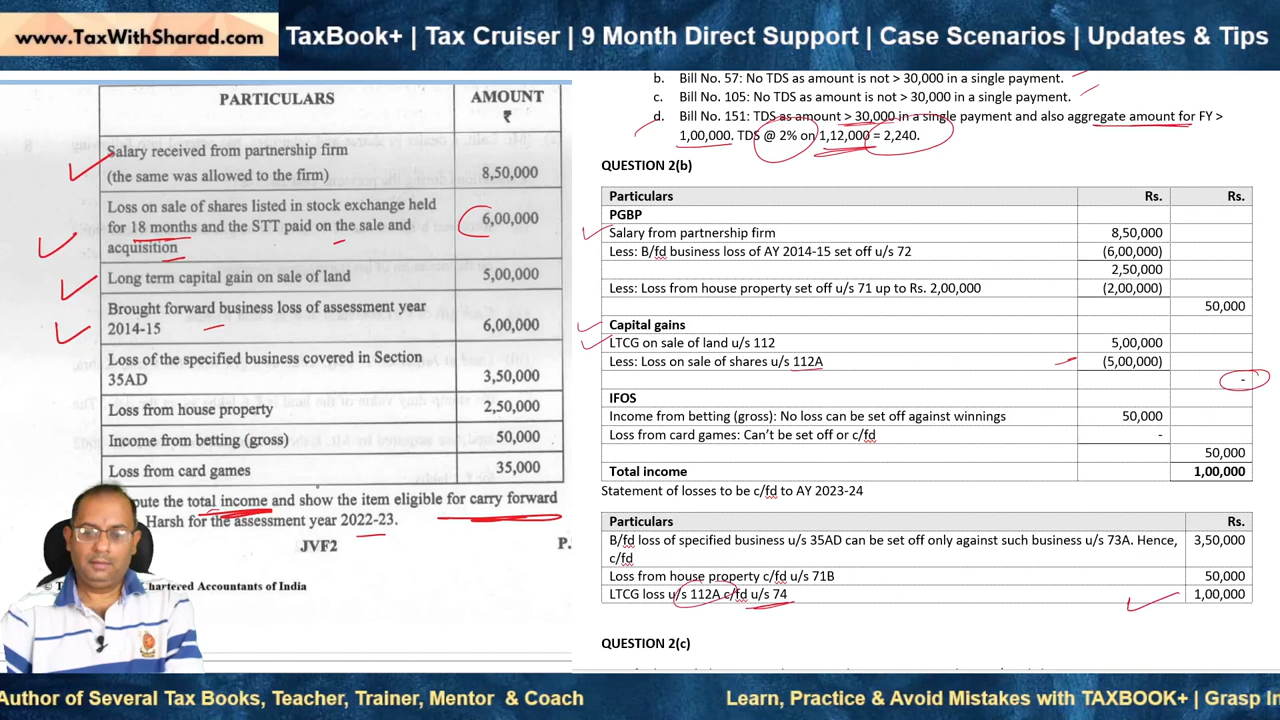 www.TaxWithSharad.com
TaxBook+ | Tax Cruiser | 9 Month Direct Support | Case Scenarios | Updates & Tips
PARTICULARS AMOUNT
₹
Salary received from partnership firm
(the same was allowed to the firm) 8,50,000
Loss on sale of shares listed in stock exchange held
for 18 months and the STT paid on the sale and 6,00,000
acquisition
Long term capital gain on sale of land 5,00,000
Brought forward business loss of assessment year
2014-15 6,00,000
Loss of the specified business covered in Section
35AD 3,50,000
Loss from house property 2,50,000
Income from betting (gross) 50,000
Loss from card games 35,000
pute the total income and show the item eligible for carry forward
Harsh for the assessment year 2022-23.
JVF2 P.
© T hartered Accountants of India
b. Bill No. 57: No TDS as amount is not > 30,000 in a single payment.
c. Bill No. 105: No TDS as amount is not > 30,000 in a single payment.
d. Bill No. 151: TDS as amount > 30,000 in a single payment and also aggregate amount for FY >
1,00,000. TDS @ 2% on 1,12,000 = 2,240.
QUESTION 2(b)
Particulars Rs. Rs.
PGBP
Salary from partnership firm 8,50,000
Less: B/fd business loss of AY 2014-15 set off u/s 72 (6,00,000)
2,50,000
Less: Loss from house property set off u/s 71 up to Rs. 2,00,000 (2,00,000)
50,000
Capital gains
LTCG on sale of land u/s 112 5,00,000
Less: Loss on sale of shares u/s 112A (5,00,000)
-
IFOS
Income from betting (gross): No loss can be set off against winnings 50,000
Loss from card games: Can't be set off or c/fd -
50,000
Total income 1,00,000
Statement of losses to be c/fd to AY 2023-24
Particulars Rs.
B/fd loss of specified business u/s 35AD can be set off only against such business u/s 73A. Hence, 3,50,000
c/fd
Loss from house property c/fd u/s 71B 50,000
LTCG loss u/s 112A c/fd u/s 74 1,00,000
QUESTION 2(c)
Author of Several Tax Books, Teacher, Trainer, Mentor & Coach
Learn, Practice & Avoid Mistakes with TAXBOOK+ | Grasp In